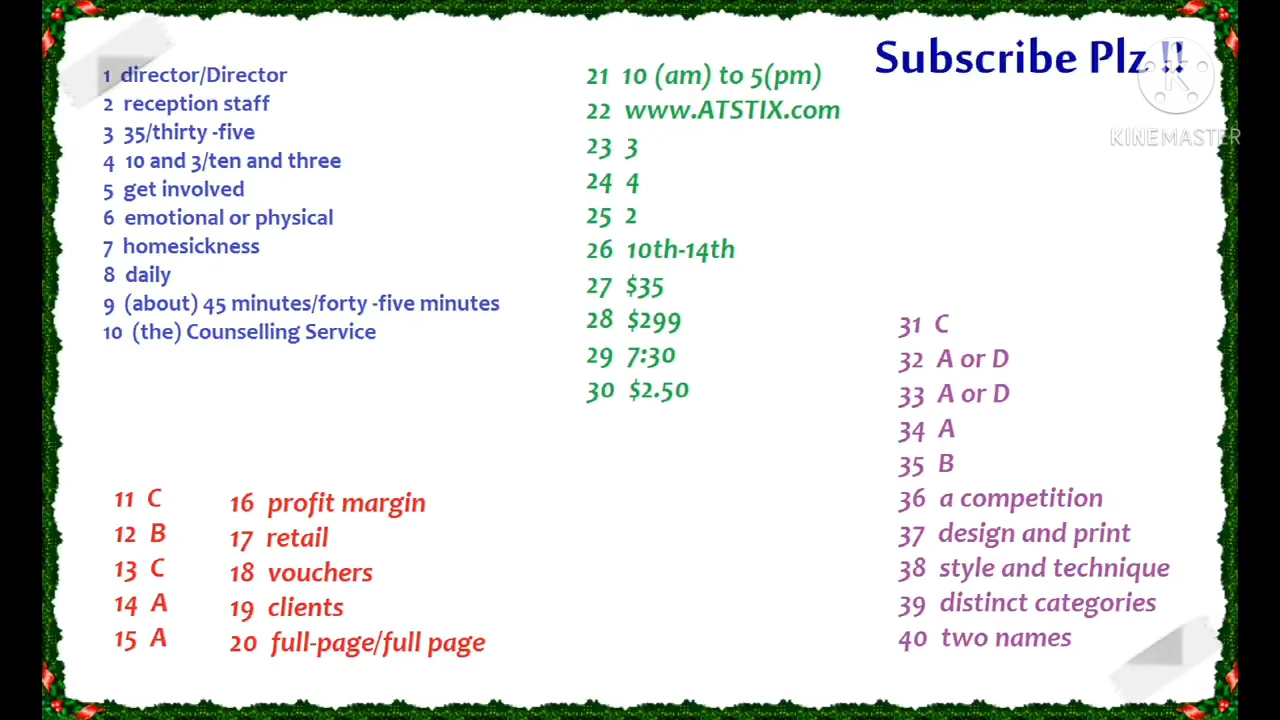 Subscribe Plz !!
KINEMASTER
1 director/Director
2 reception staff
3 35/thirty -five
4 10 and 3/ten and three
5 get involved
6 emotional or physical
7 homesickness
8 daily
9 (about) 45 minutes/forty -five minutes
10 (the) Counselling Service
11 C
12 B
13 C
14 A
15 A
16 profit margin
17 retail
18 vouchers
19 clients
20 full-page/full page
21 10 (am) to 5(pm)
22 www.ATSTIX.com
23 3
24 4
25 2
26 10th-14th
27 $35
28 $299
29 7:30
30 $2.50
31 C
32 A or D
33 A or D
34 A
35 B
36 a competition
37 design and print
38 style and technique
39 distinct categories
40 two names